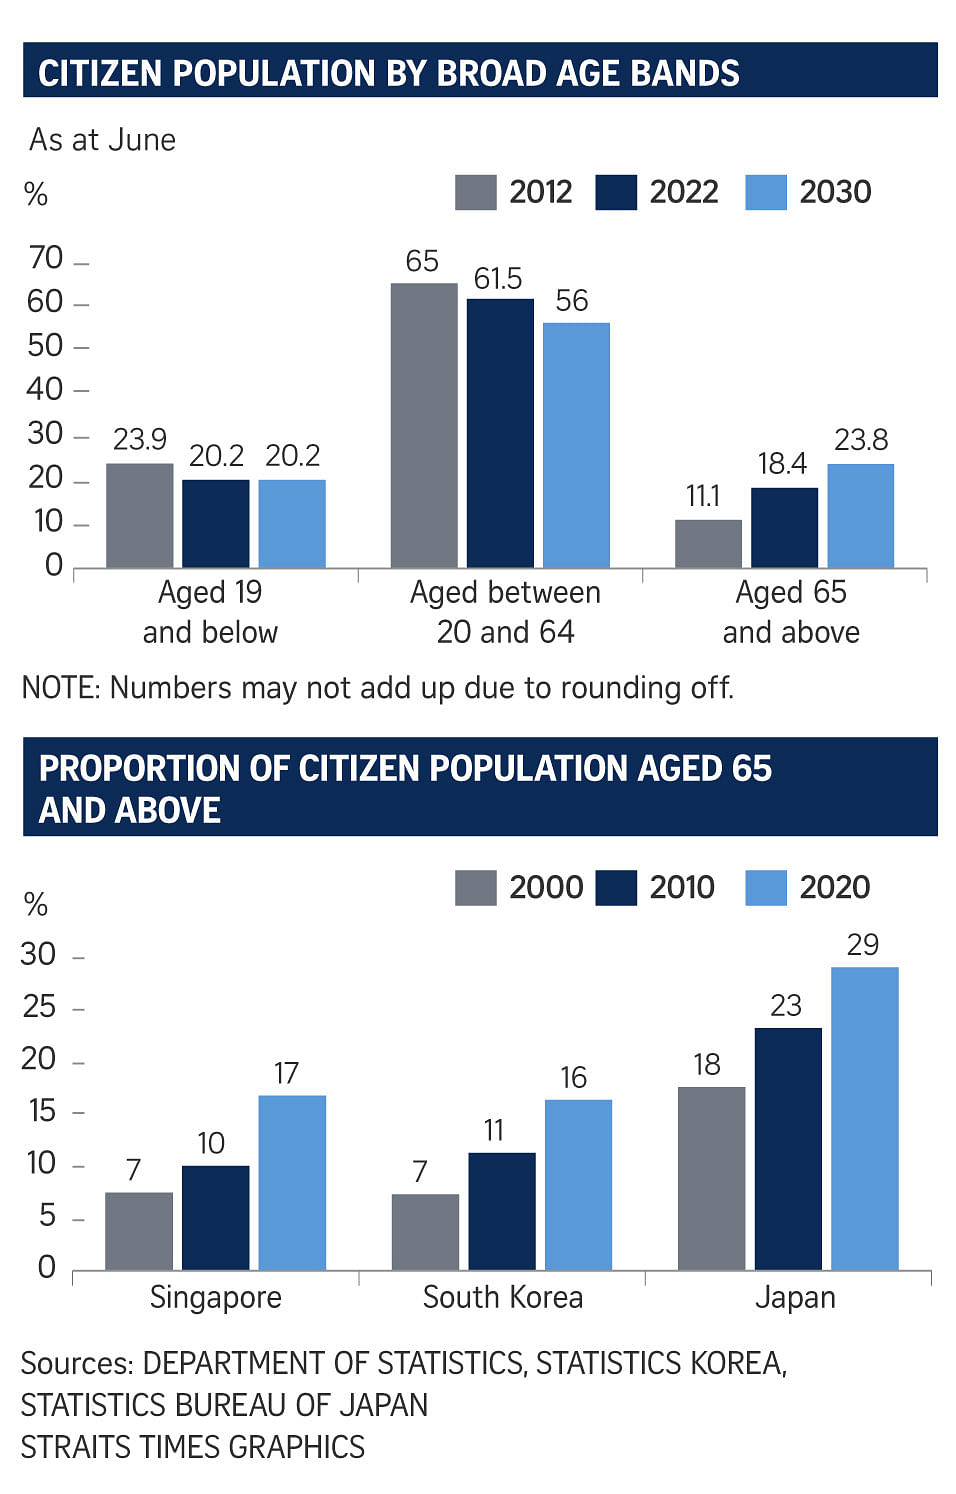 CITIZEN POPULATION BY BROAD AGE BANDS
As at June
%
2012 2022 2030
70
60
50
40
30
20
10
0
23.9 20.2 20.2
65 61.5 56
11.1 18.4 23.8
Aged 19
and below
Aged between
20 and 64
Aged 65
and above
NOTE: Numbers may not add up due to rounding off.
PROPORTION OF CITIZEN POPULATION AGED 65
AND ABOVE
%
2000 2010 2020
30
25
20
15
10
5
0
7 10 17
7 11 16
18 23 29
Singapore
South Korea
Japan
Sources: DEPARTMENT OF STATISTICS, STATISTICS KOREA,
STATISTICS BUREAU OF JAPAN
STRAITS TIMES GRAPHICS